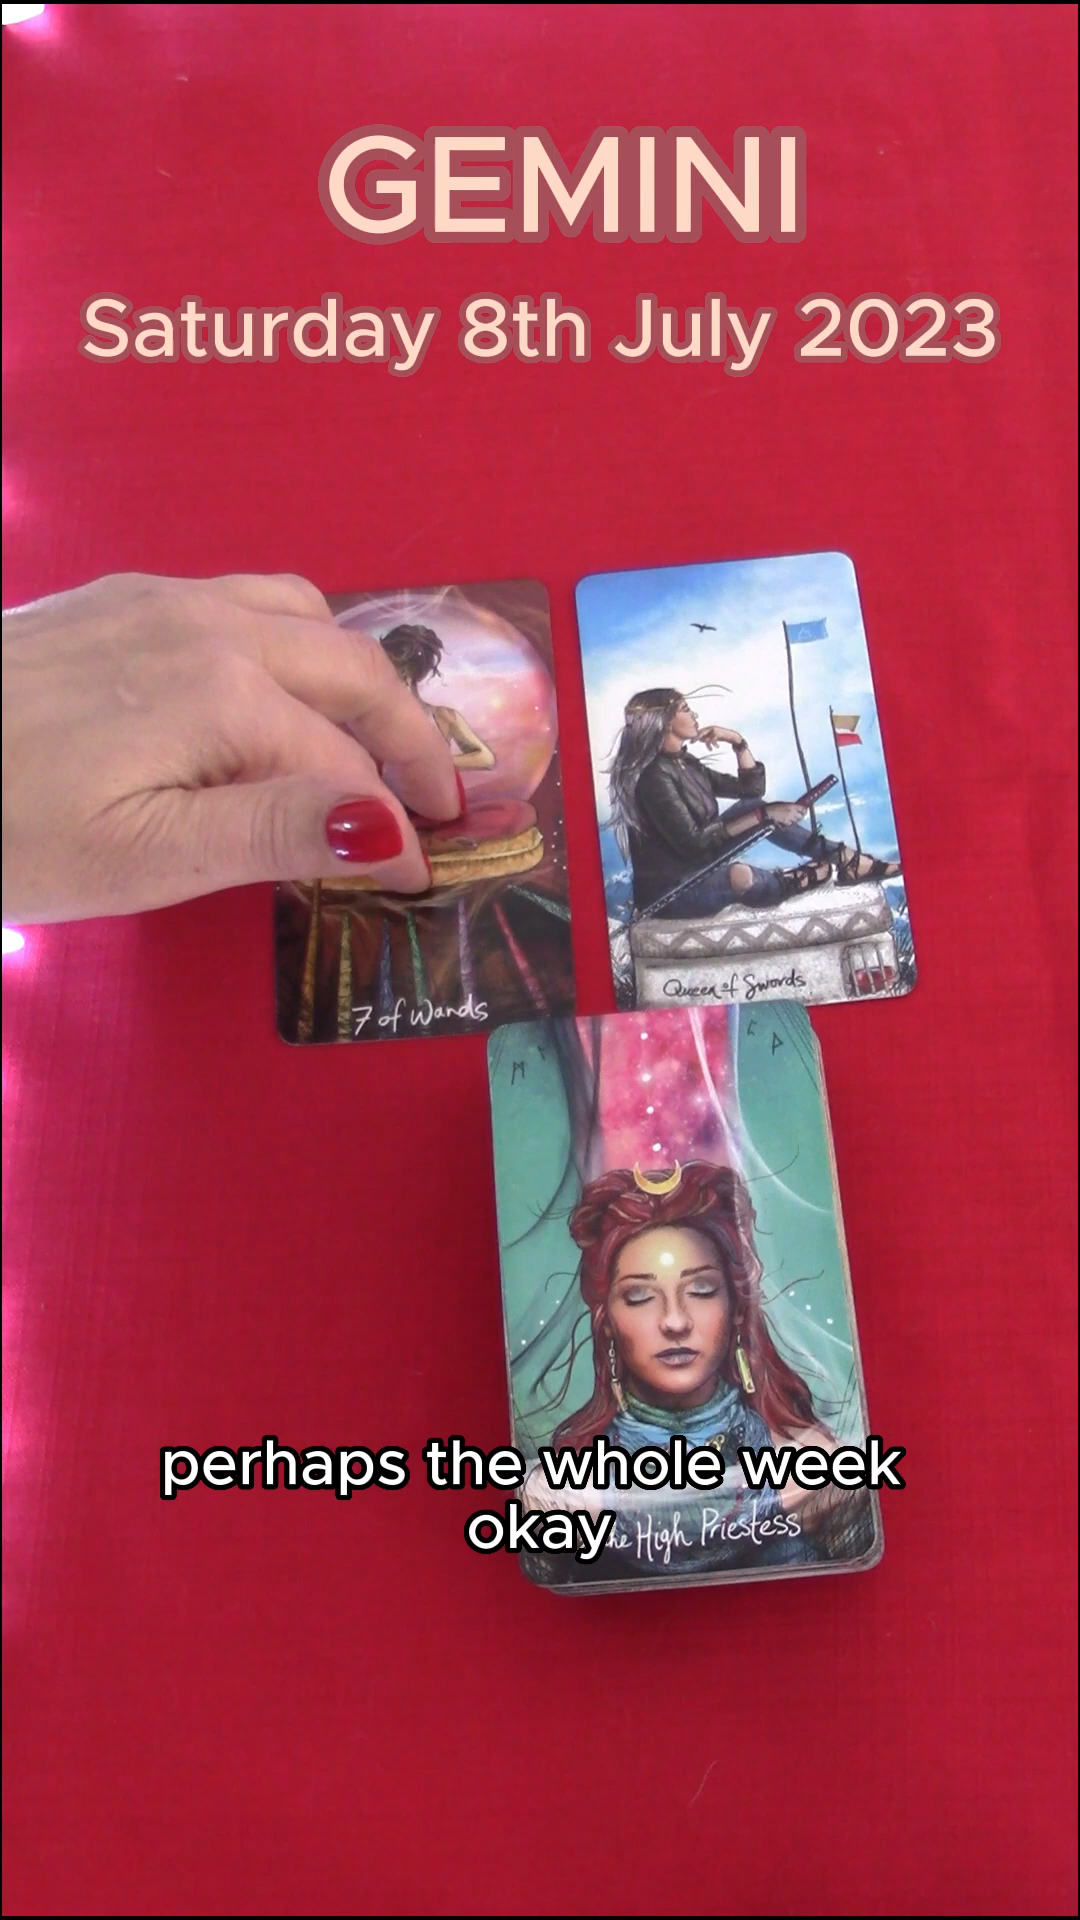 GEMINI
Saturday 8th July 2023
7 of Wands
Queen of Swords
perhaps the whole week
okay
High Priestess